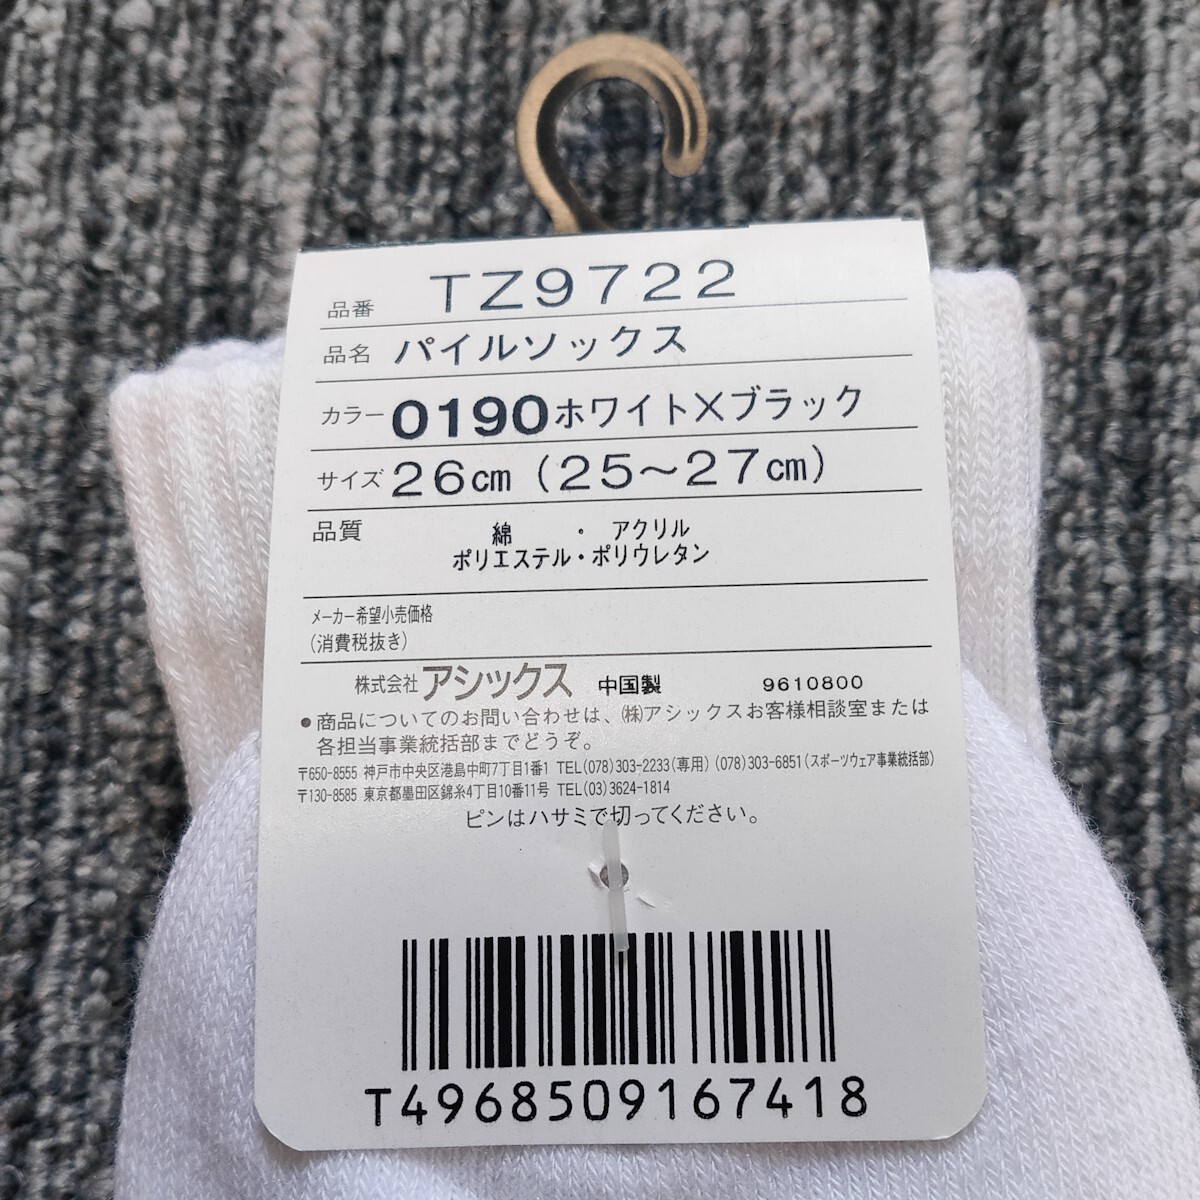 品番 TZ9722
品名 パイルソックス
カラー 0190ホワイト×ブラック
サイズ 26cm(25~27cm)
品質 綿 ・ アクリル
ポリエステル・ポリウレタン
メーカー希望小売価格
(消費税抜き)
株式会社アシックス 中国製 9610800
●商品についてのお問い合わせは、㈱アシックスお客様相談室または
各担当事業統括部までどうぞ。
〒650-8555 神戸市中央区港島中町7丁目1番1 TEL(078)303-2233(専用) (078)303-6851(スポーツウェア事業統括部)
〒130-8585 東京都墨田区錦糸4丁目10番11号 TEL(03)3624-1814
ピンはハサミで切ってください。
T4968509167418